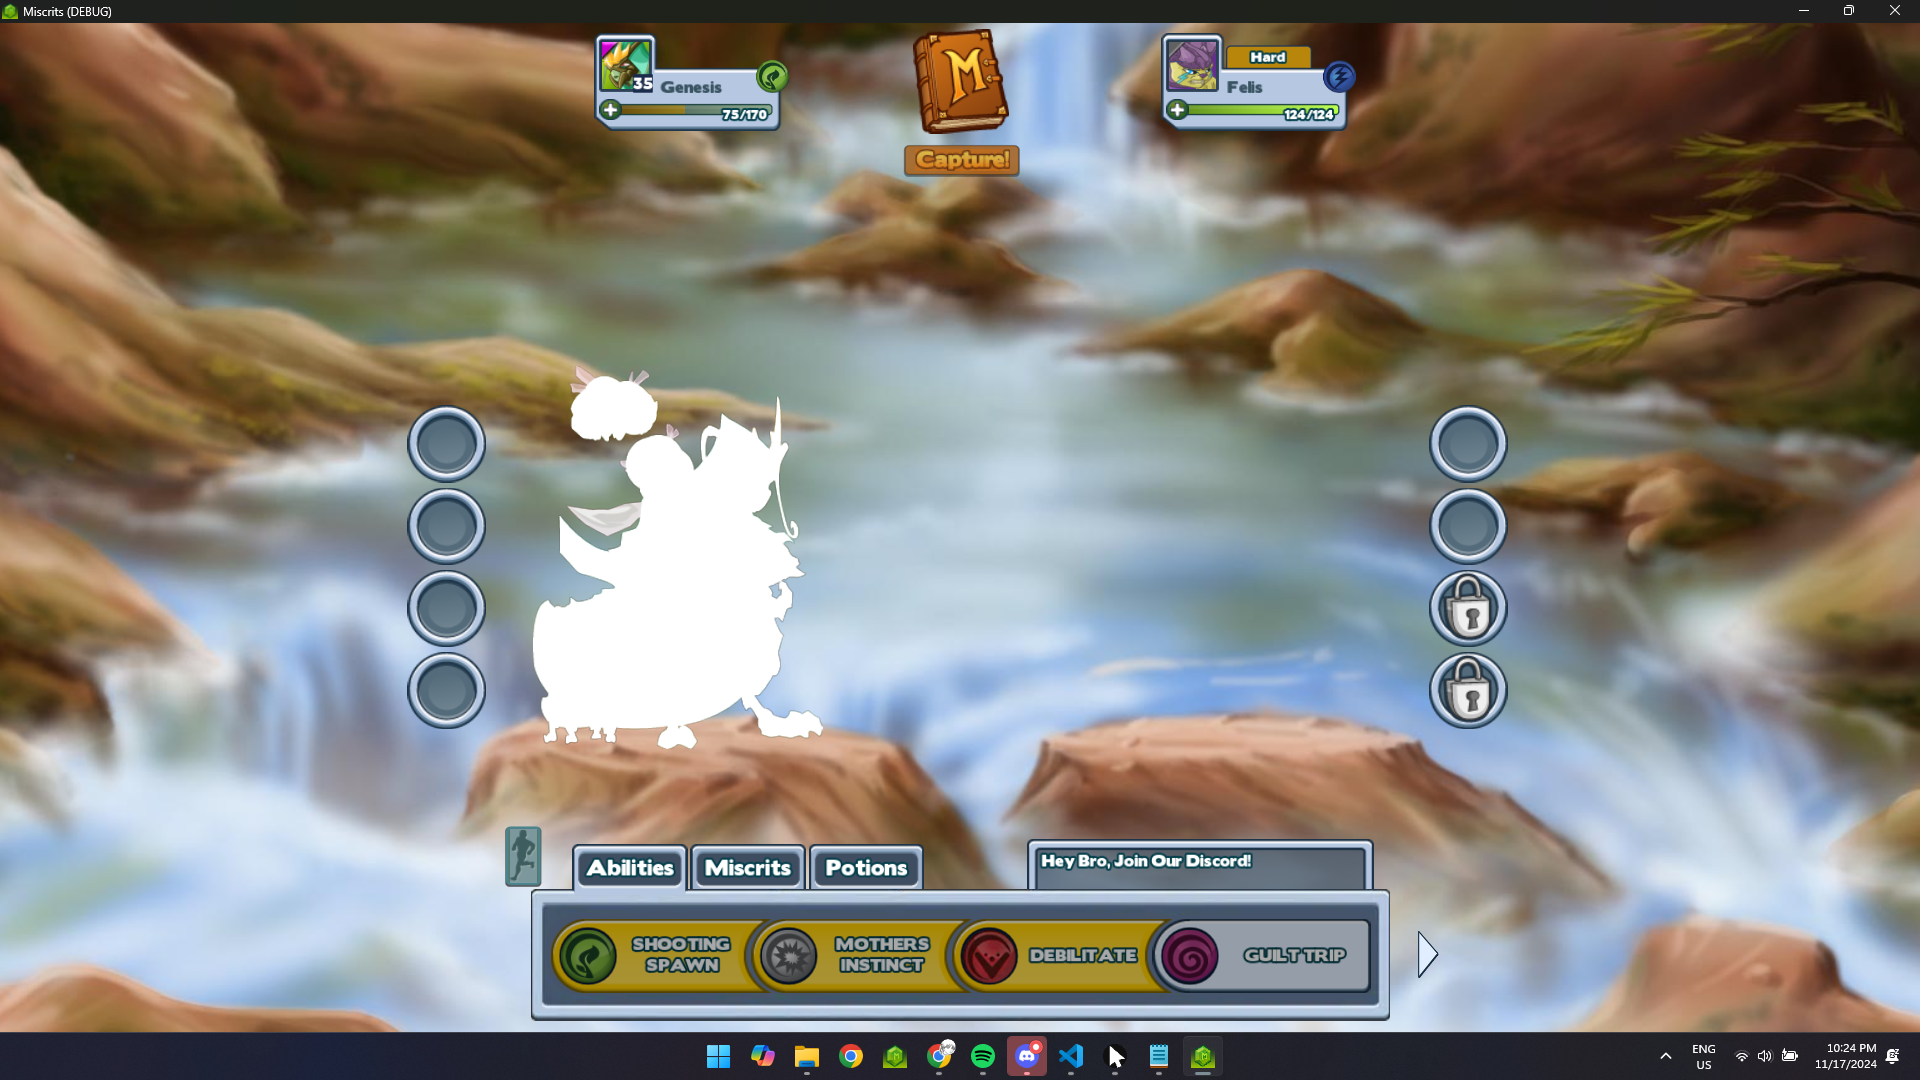 Miscrits (DEBUG)
35
Genesis
75/170
M
Capture!
Hard
Felis
124/124
Abilities
Miscrits
Potions
Hey Bro, Join Our Discord!
SHOOTING
SPAWN
MOTHERS
INSTINCT
DEBILITATE
GUILT TRIP
ENG
US
10:24 PM
11/17/2024